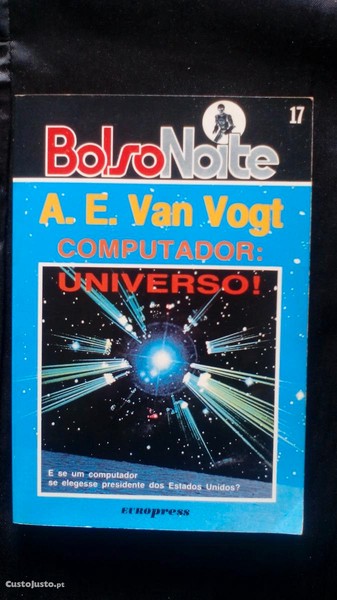 17
BolsoNoite
A. E. Van Vogt
COMPUTADOR:
UNIVERSO!
E se um computador
se elegesse presidente dos Estados Unidos?
EUROpress
CustoJusto.pt